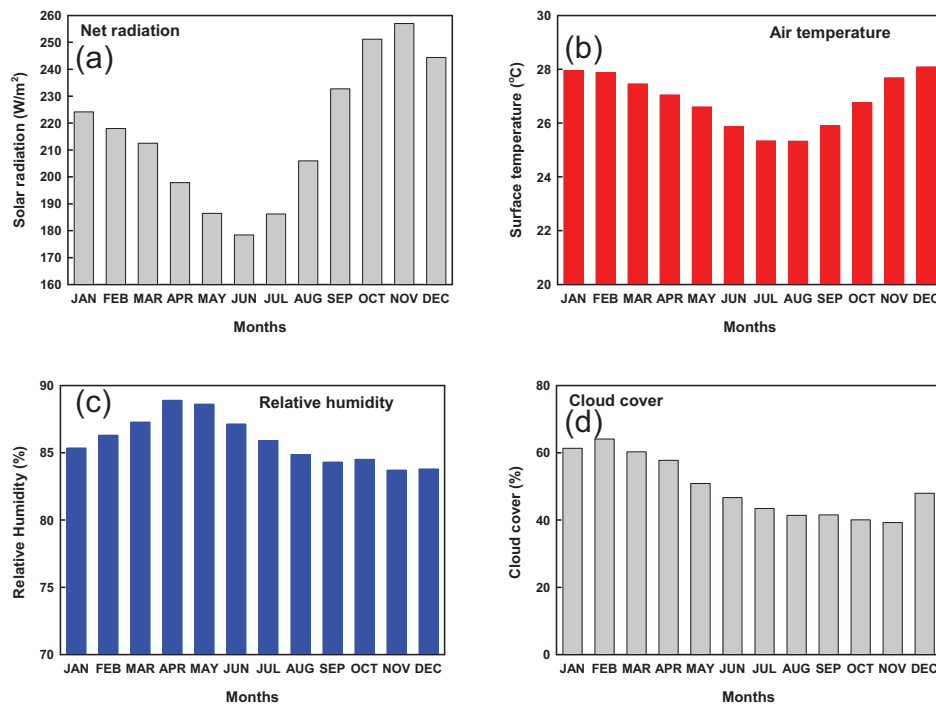 Net radiation
(a)
Solar radiation (W/m²)
260
250
240
230
220
210
200
190
180
170
160
JAN FEB MAR APR MAY JUN JUL AUG SEP OCT NOV DEC
Months
Air temperature
(b)
Surface temperature (°C)
30
28
26
24
22
20
JAN FEB MAR APR MAY JUN JUL AUG SEP OCT NOV DEC
Months
Relative humidity
(c)
Relative Humidity (%)
90
85
80
75
70
JAN FEB MAR APR MAY JUN JUL AUG SEP OCT NOV DEC
Months
Cloud cover
(d)
Cloud cover (%)
80
60
40
20
0
JAN FEB MAR APR MAY JUN JUL AUG SEP OCT NOV DEC
Months